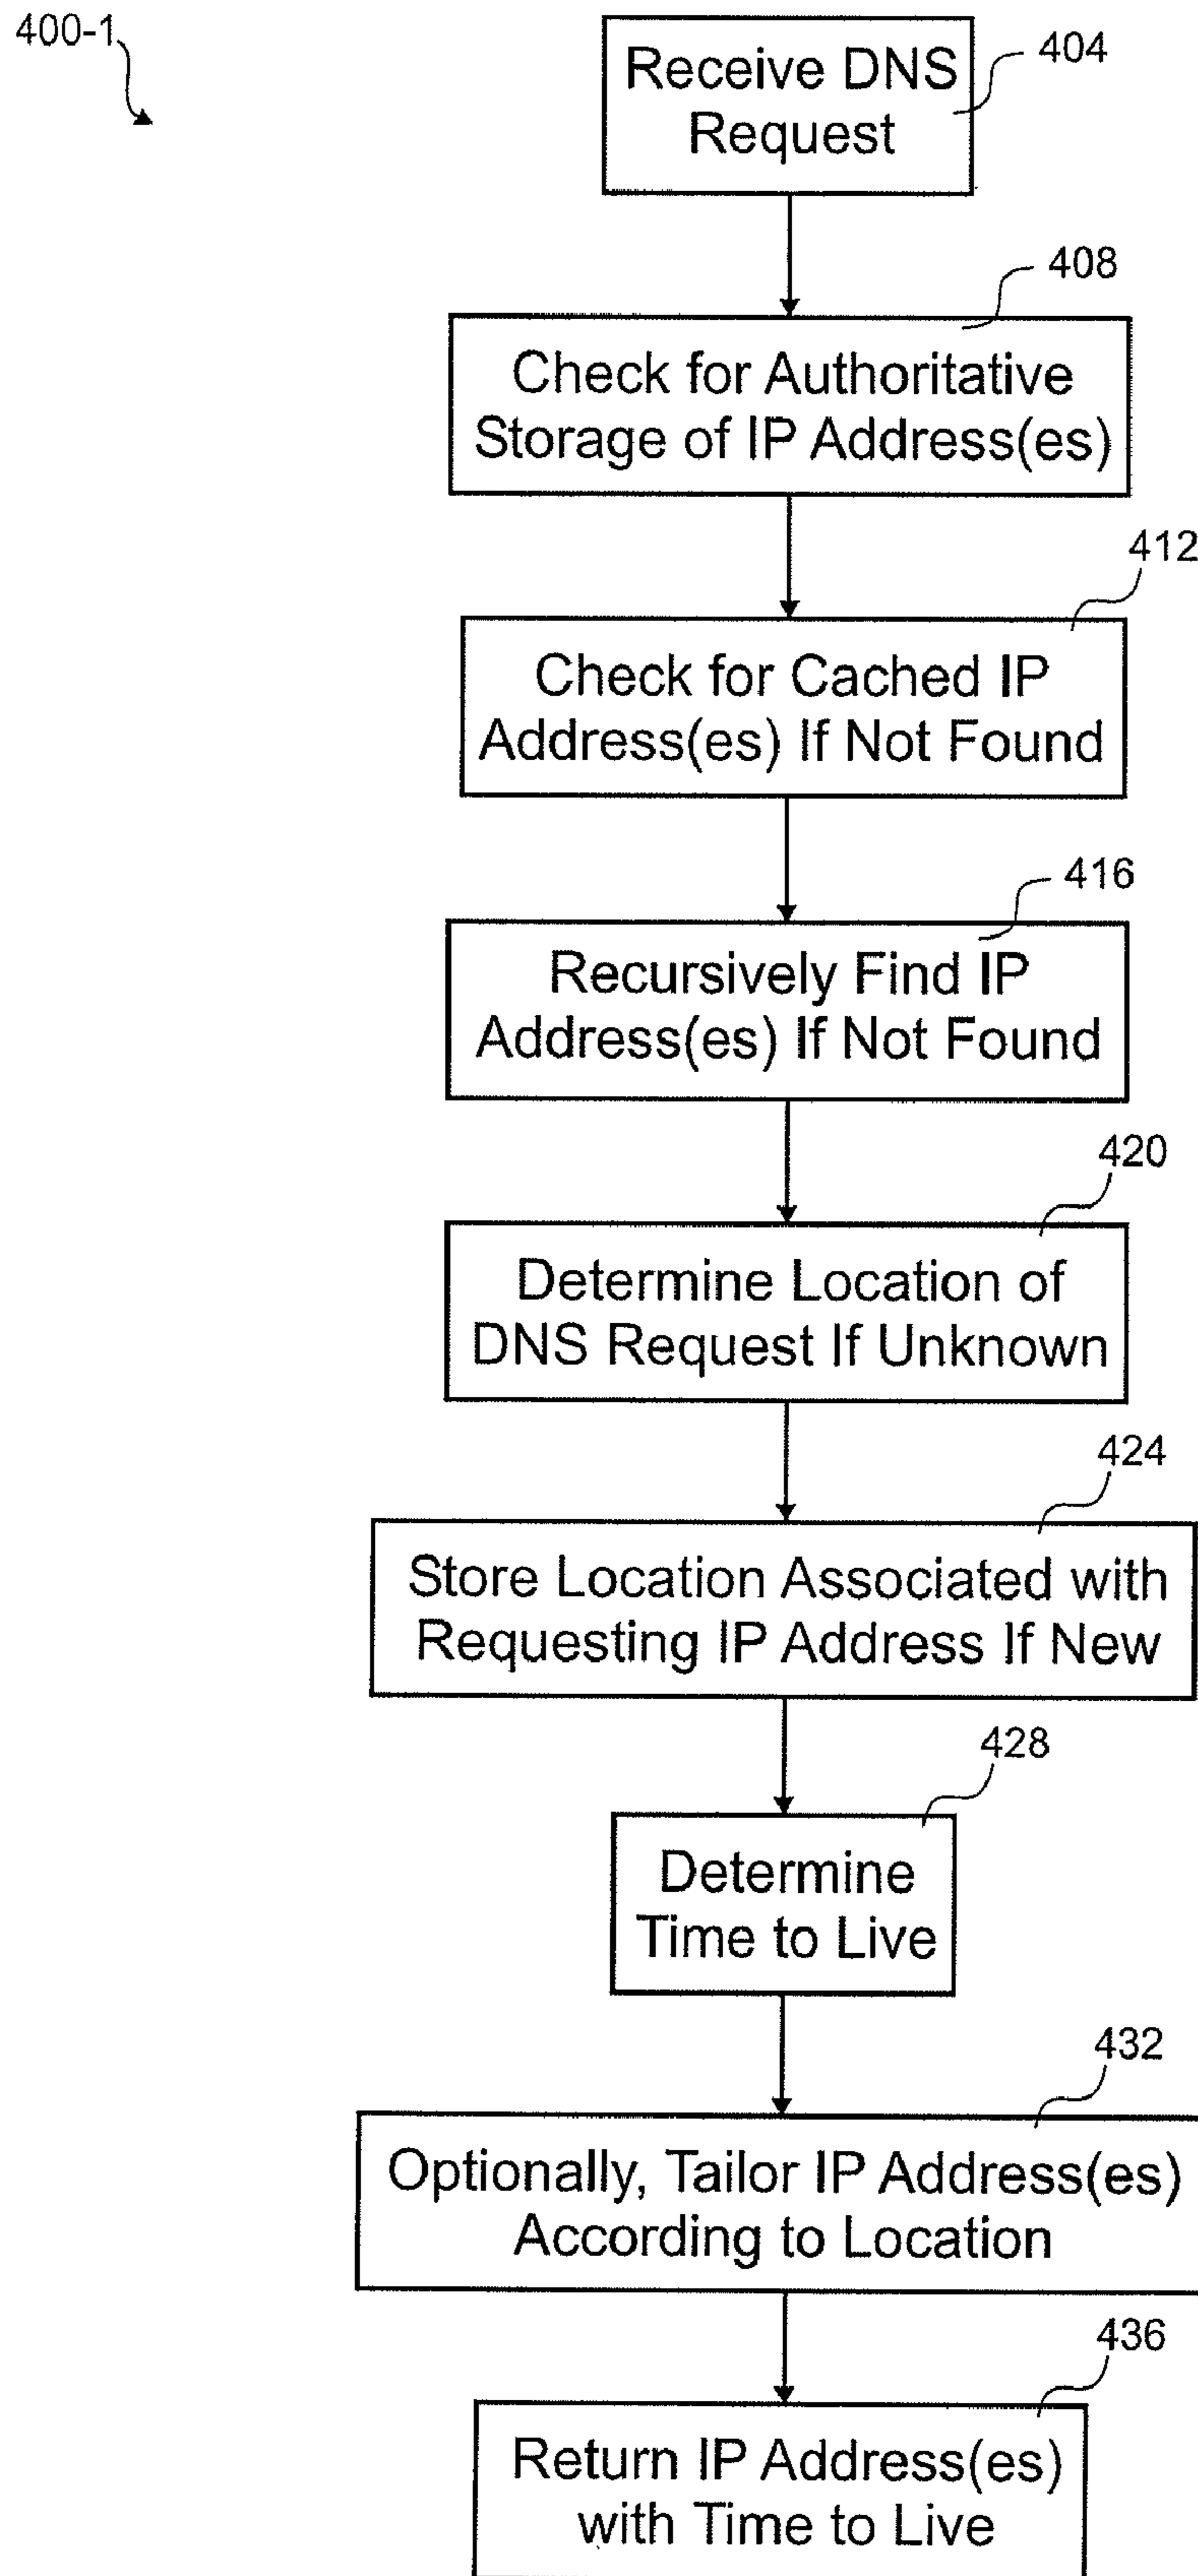 400-1
Receive DNS
Request
404
408
Check for Authoritative
Storage of IP Address(es)
412
Check for Cached IP
Address(es) If Not Found
416
Recursively Find IP
Address(es) If Not Found
420
Determine Location of
DNS Request If Unknown
424
Store Location Associated with
Requesting IP Address If New
428
Determine
Time to Live
432
Optionally, Tailor IP Address(es)
According to Location
436
Return IP Address(es)
with Time to Live